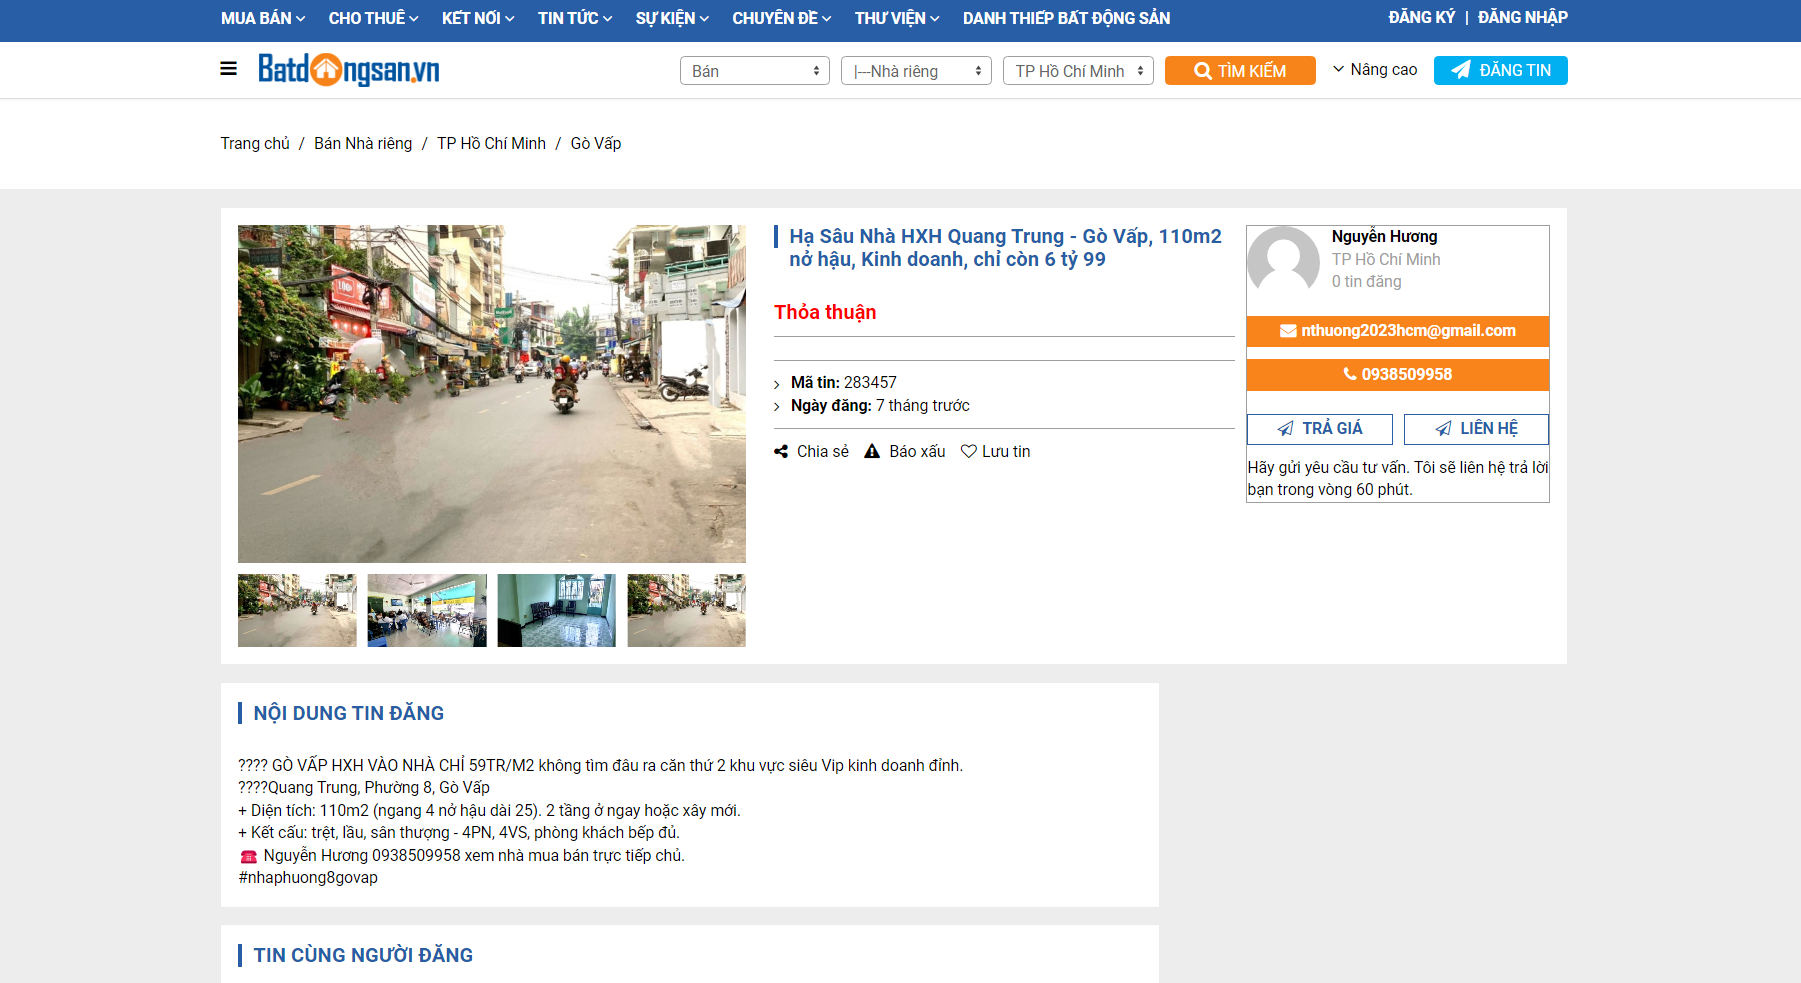 MUA BÁN CHO THUÊ KẾT NỐI TIN TỨC SỰ KIỆN CHUYÊN ĐỀ THƯ VIỆN DANH THIẾP BẤT ĐỘNG SẢN ĐĂNG KÝ | ĐĂNG NHẬP
Batdongsan.vn Bán |---Nhà riêng TP Hồ Chí Minh TÌM KIẾM Nâng cao ĐĂNG TIN
Trang chủ / Bán Nhà riêng / TP Hồ Chí Minh / Gò Vấp
Hạ Sâu Nhà HXH Quang Trung - Gò Vấp, 110m2
nở hậu, Kinh doanh, chỉ còn 6 tỷ 99
Thỏa thuận
Mã tin: 283457
Ngày đăng: 7 tháng trước
Chia sẻ Báo xấu Lưu tin
Nguyễn Hương
TP Hồ Chí Minh
0 tin đăng
nthuong2023hcm@gmail.com
0938509958
TRẢ GIÁ LIÊN HỆ
Hãy gửi yêu cầu tư vấn. Tôi sẽ liên hệ trả lời
bạn trong vòng 60 phút.
NỘI DUNG TIN ĐĂNG
???? GÒ VẤP HXH VÀO NHÀ CHỈ 59TR/M2 không tìm đâu ra căn thứ 2 khu vực siêu Vip kinh doanh đỉnh.
????Quang Trung, Phường 8, Gò Vấp
+ Diện tích: 110m2 (ngang 4 nở hậu dài 25). 2 tầng ở ngay hoặc xây mới.
+ Kết cấu: trệt, lầu, sân thượng - 4PN, 4VS, phòng khách bếp đủ.
☎️ Nguyễn Hương 0938509958 xem nhà mua bán trực tiếp chủ.
#nhaphuong8govap
TIN CÙNG NGƯỜI ĐĂNG